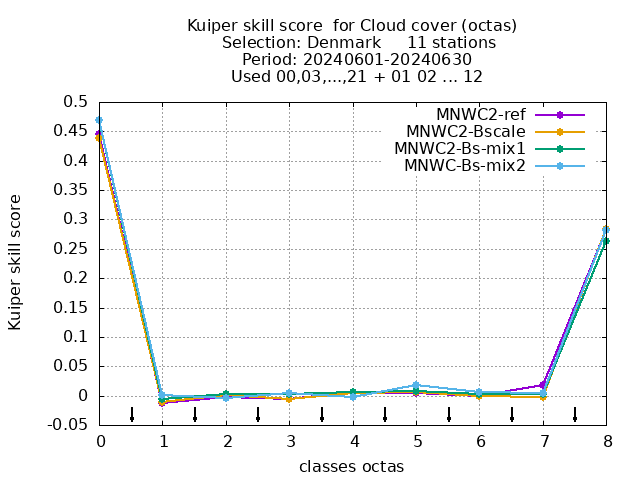 Kuiper skill score  for Cloud cover (octas)
Selection: Denmark     11 stations
Period: 20240601-20240630
Used 00,03,...,21 + 01 02 ... 12
MNWC2-ref
MNWC2-Bscale
MNWC2-Bs-mix1
MNWC-Bs-mix2
Kuiper skill score
0.5
0.45
0.4
0.35
0.3
0.25
0.2
0.15
0.1
0.05
0
-0.05
0 1 2 3 4 5 6 7 8
classes octas